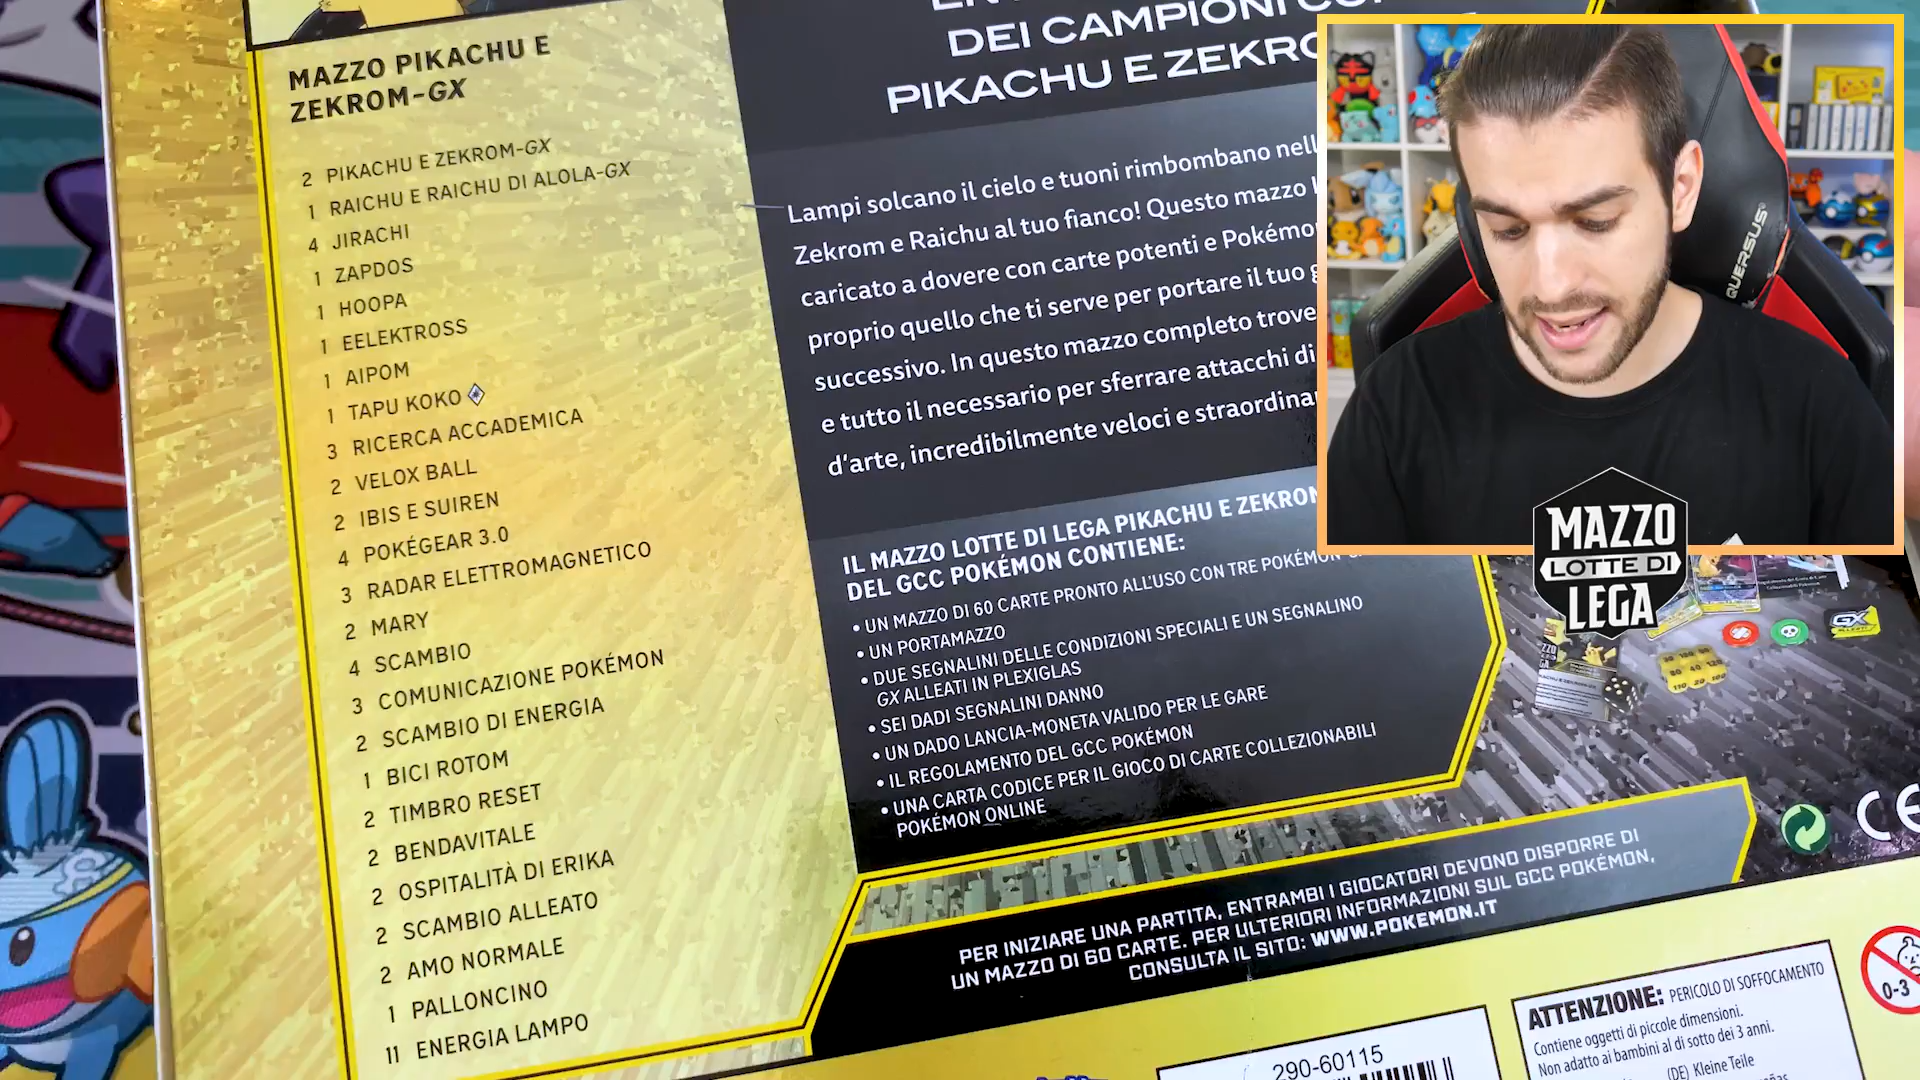 MAZZO PIKACHU E
ZEKROM-GX
2 PIKACHU E ZEKROM-GX
1 RAICHU E RAICHU DI ALOLA-GX
4 JIRACHI
1 ZAPDOS
1 HOOPA
1 EELEKTROSS
1 AIPOM
1 TAPU KOKO
3 RICERCA ACCADEMICA
2 VELOX BALL
2 IBIS E SUIREN
4 POKÉGEAR 3.0
3 RADAR ELETTROMAGNETICO
2 MARY
4 SCAMBIO
3 COMUNICAZIONE POKÉMON
2 SCAMBIO DI ENERGIA
1 BICI ROTOM
2 TIMBRO RESET
2 BENDAVITALE
2 OSPITALITÀ DI ERIKA
2 SCAMBIO ALLEATO
2 AMO NORMALE
1 PALLONCINO
11 ENERGIA LAMPO
DEI CAMPIONI
PIKACHU E ZEKRO
Lampi solcano il cielo e tuoni rimbombano nell
Zekrom e Raichu al tuo fianco! Questo mazzo
caricato a dovere con carte potenti e Pokémo
proprio quello che ti serve per portare il tuo g
successivo. In questo mazzo completo trove
e tutto il necessario per sferrare attacchi di
d'arte, incredibilmente veloci e straordina
IL MAZZO LOTTE DI LEGA PIKACHU E ZEKROM
DEL GCC POKÉMON CONTIENE:
• UN MAZZO DI 60 CARTE PRONTO ALL'USO CON TRE POKÉMON
• UN PORTAMAZZO
• DUE SEGNALINI DELLE CONDIZIONI SPECIALI E UN SEGNALINO
GX ALLEATI IN PLEXIGLAS
• SEI DADI SEGNALINI DANNO
• UN DADO LANCIA-MONETA VALIDO PER LE GARE
• IL REGOLAMENTO DEL GCC POKÉMON
• UNA CARTA CODICE PER IL GIOCO DI CARTE COLLEZIONABILI
POKÉMON ONLINE
PER INIZIARE UNA PARTITA, ENTRAMBI I GIOCATORI DEVONO DISPORRE DI
UN MAZZO DI 60 CARTE. PER ULTERIORI INFORMAZIONI SUL GCC POKÉMON,
CONSULTA IL SITO: WWW.POKEMON.IT
QUERSUS
MAZZO
LOTTE DI
LEGA
GX
CE
0-3
ATTENZIONE: PERICOLO DI SOFFOCAMENTO
Contiene oggetti di piccole dimensioni.
Non adatto ai bambini al di sotto dei 3 anni.
(DE) Kleine Teile
290-60115